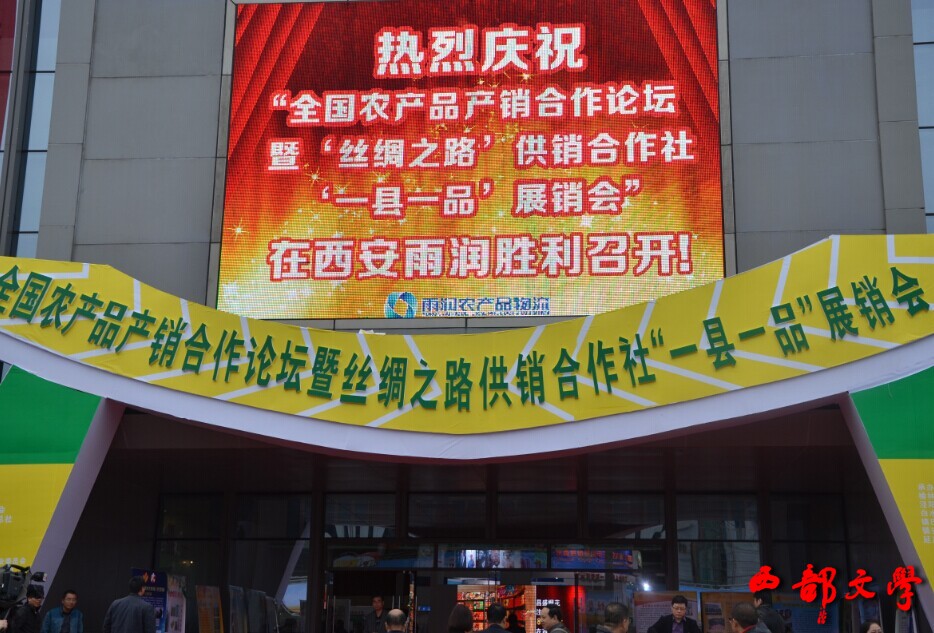 热烈庆祝
“全国农产品产销合作论坛
暨‘丝绸之路’供销合作社
‘一县一品’展销会”
在西安雨润胜利召开!
雨润农产品物流
全国农产品产销合作论坛暨丝绸之路供销合作社“一县一品”展销会
西部文学